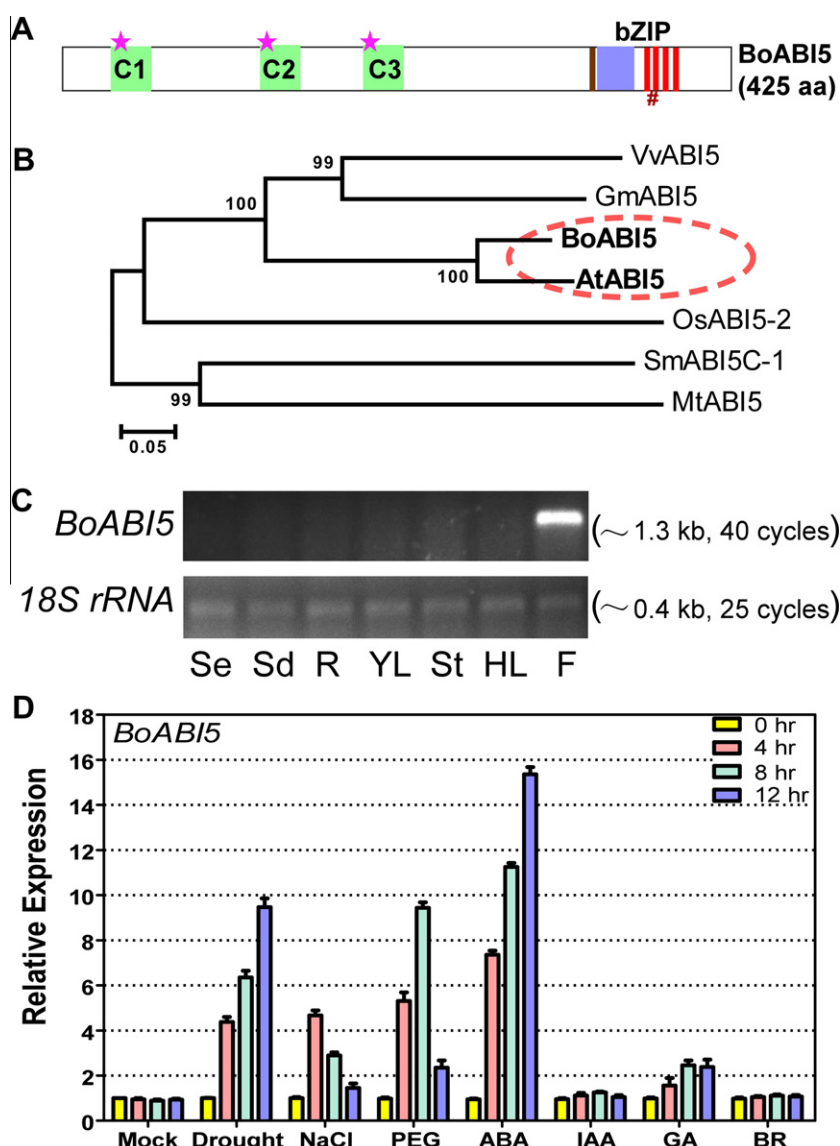 A
bZIP
C1 C2 C3
BoABI5
(425 aa)
#
B
VvABI5
99
GmABI5
100
BoABI5
100
AtABI5
OsABI5-2
SmABI5C-1
99
MtABI5
0.05
C
BoABI5 (~ 1.3 kb, 40 cycles)
18S rRNA (~ 0.4 kb, 25 cycles)
Se Sd R YL St HL F
D
BoABI5
0 hr
4 hr
8 hr
12 hr
Relative Expression
18
16
14
12
10
8
6
4
2
0
Mock Drought NaCl PEG ABA IAA GA BR